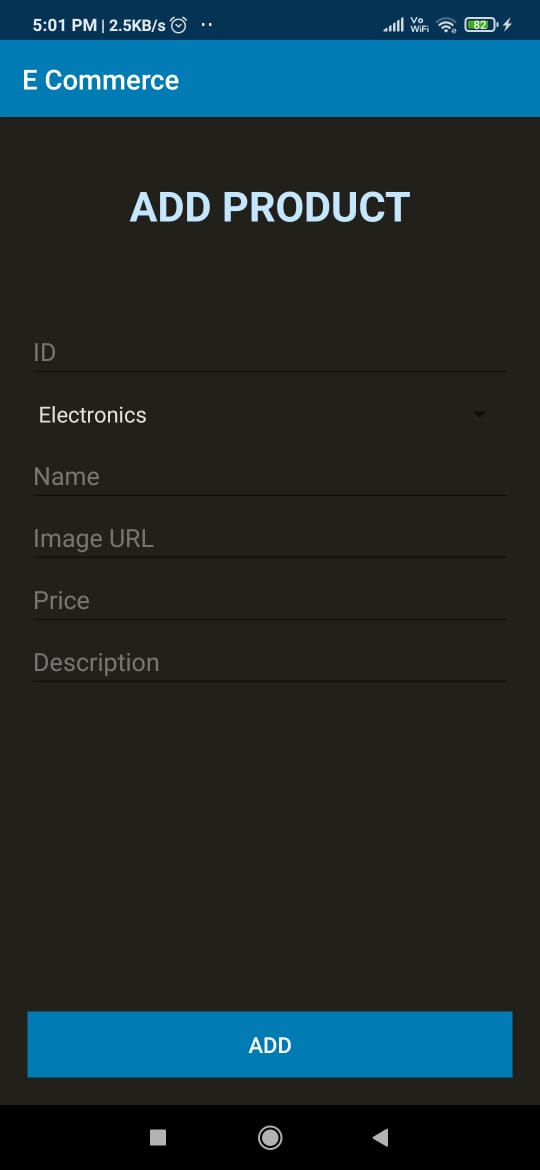 5:01 PM | 2.5KB/s
Vo
WiFi
82
E Commerce
ADD PRODUCT
ID
Electronics
Name
Image URL
Price
Description
ADD